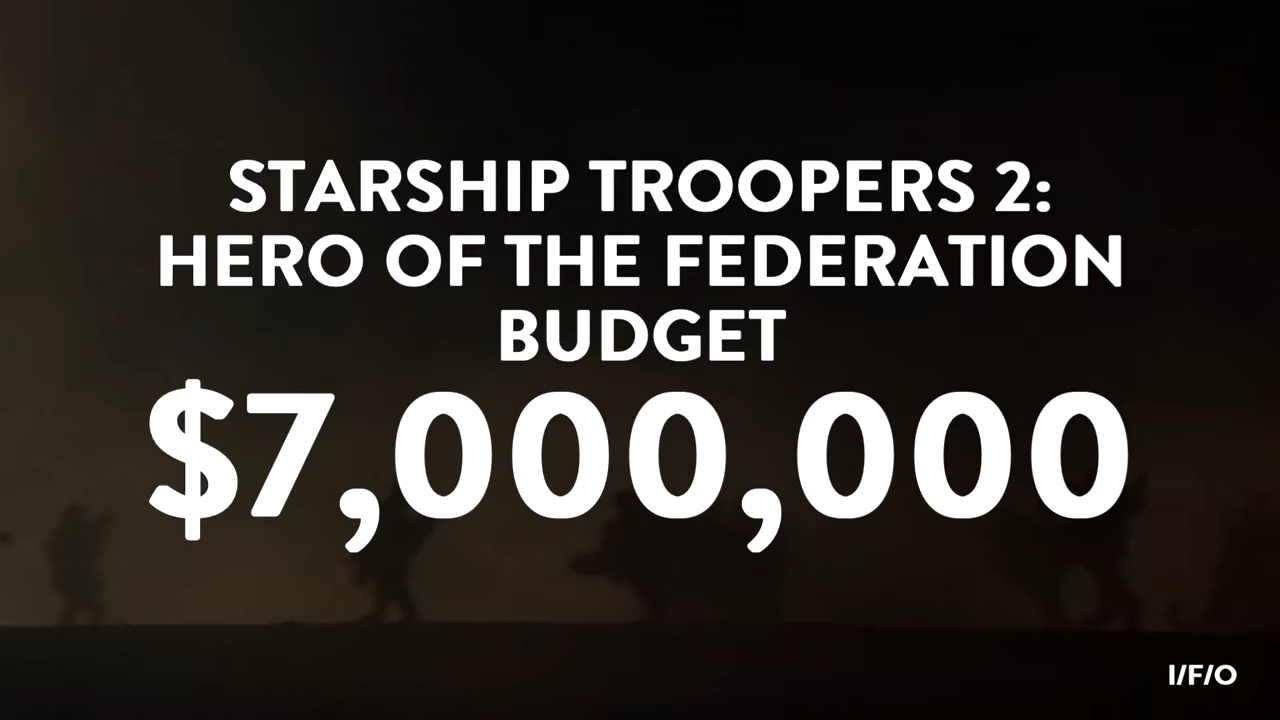 STARSHIP TROOPERS 2:
HERO OF THE FEDERATION
BUDGET
$7,000,000
I/F/O